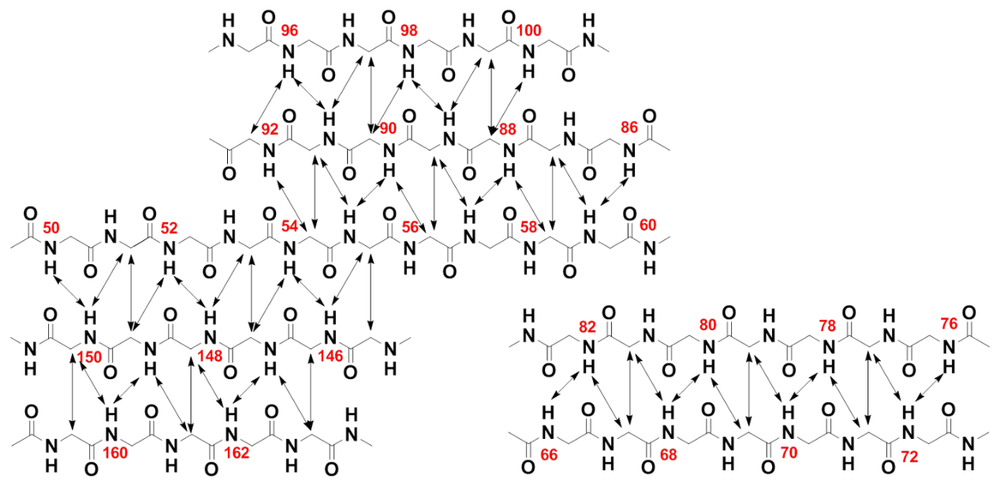 H O H O H O H
96 98 100
N N N N
N N N
H O H O H O
O H O H O H O
92 90 88 86
N N N
N N N N
O H O H O H O H
O H O H O H O H O H O
50 52 54 56 58 60
N N N N N
N N N N N N
H O H O H O H O H O H
O H O H O H
N N N
N N N N
150 148 146
H O H O H O H
O H O H O H
N N N
N N N
160 162
H O H O H O
H O H O H O H O
82 80 78 76
N N N N
N N N N
O H O H O H O H
H O H O H O H O
N N N N
N N N N
66 68 70 72
O H O H O H O H